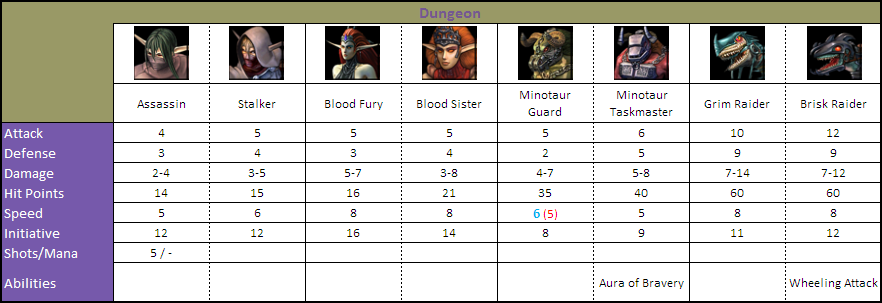 Dungeon
Assassin Stalker Blood Fury Blood Sister Minotaur Guard Minotaur Taskmaster Grim Raider Brisk Raider
Attack 4 5 5 5 5 6 10 12
Defense 3 4 3 4 2 5 9 9
Damage 2-4 3-5 5-7 3-8 4-7 5-8 7-14 7-12
Hit Points 14 15 16 21 35 40 60 60
Speed 5 6 8 8 6 (5) 5 8 8
Initiative 12 12 16 14 8 9 11 12
Shots/Mana 5 / -
Abilities Aura of Bravery Wheeling Attack